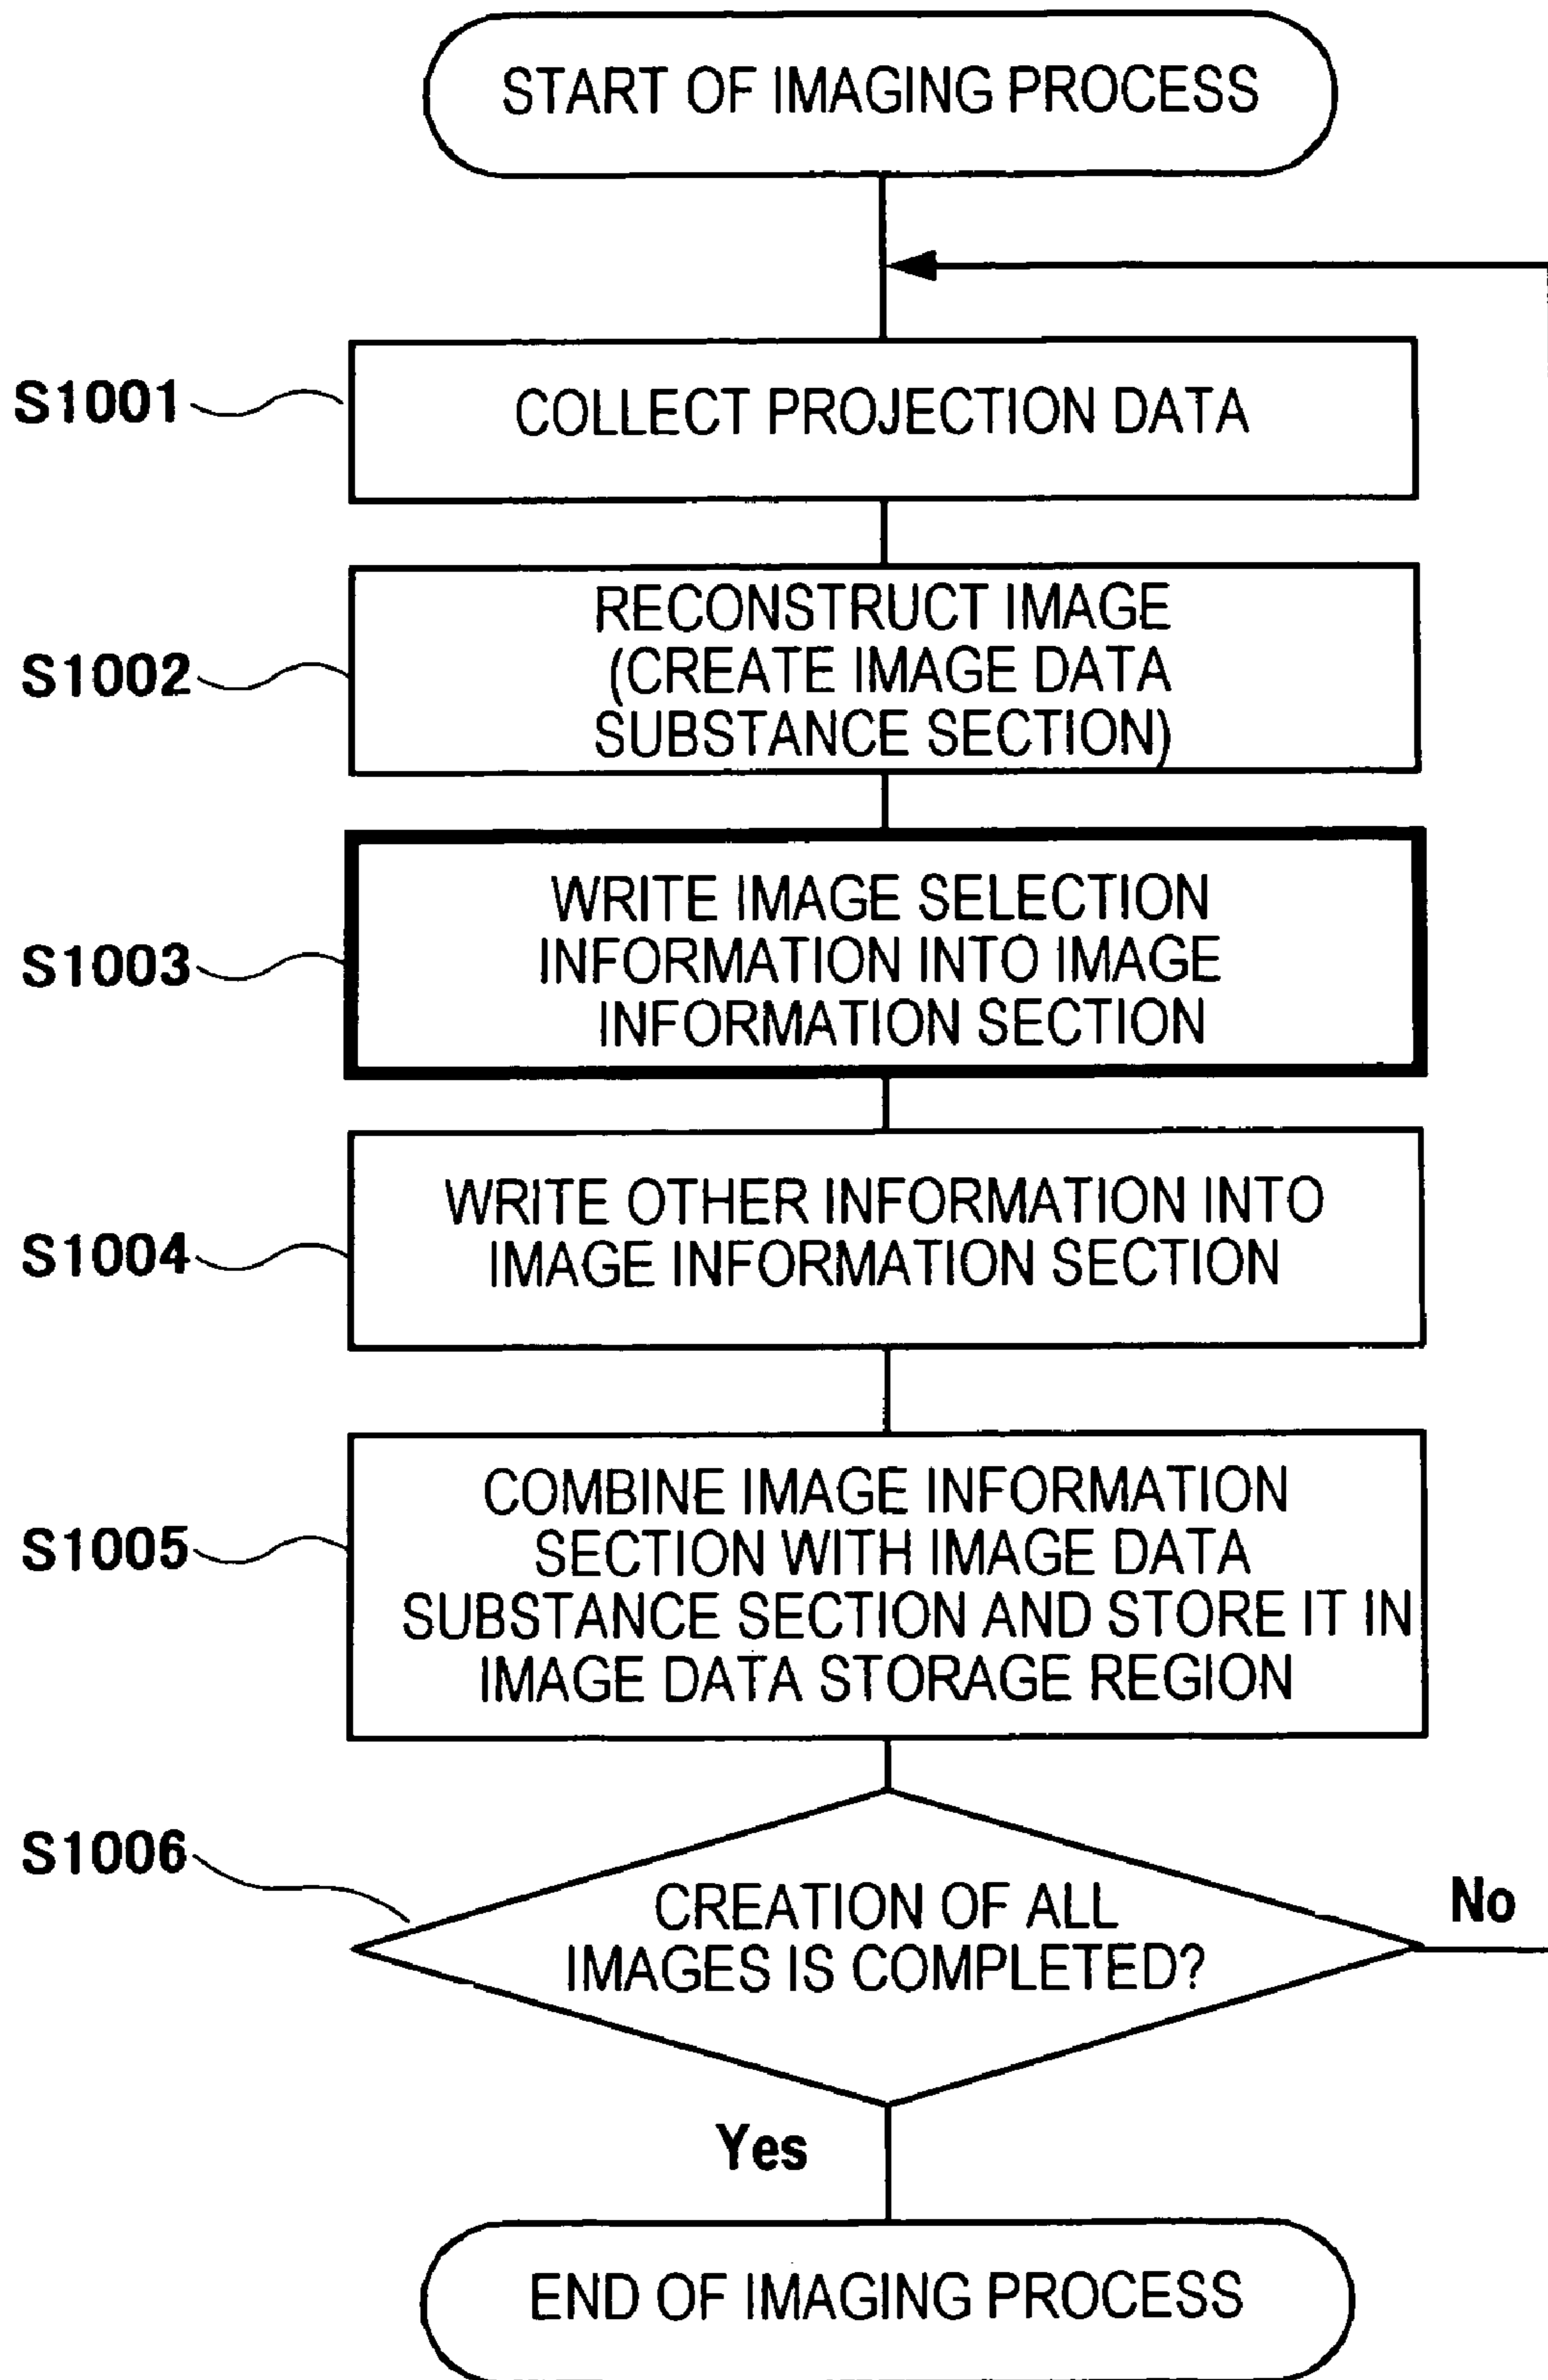 START OF IMAGING PROCESS
S1001
COLLECT PROJECTION DATA
S1002
RECONSTRUCT IMAGE
(CREATE IMAGE DATA
SUBSTANCE SECTION)
S1003
WRITE IMAGE SELECTION
INFORMATION INTO IMAGE
INFORMATION SECTION
S1004
WRITE OTHER INFORMATION INTO
IMAGE INFORMATION SECTION
S1005
COMBINE IMAGE INFORMATION
SECTION WITH IMAGE DATA
SUBSTANCE SECTION AND STORE IT IN
IMAGE DATA STORAGE REGION
S1006
CREATION OF ALL
IMAGES IS COMPLETED?
No
Yes
END OF IMAGING PROCESS